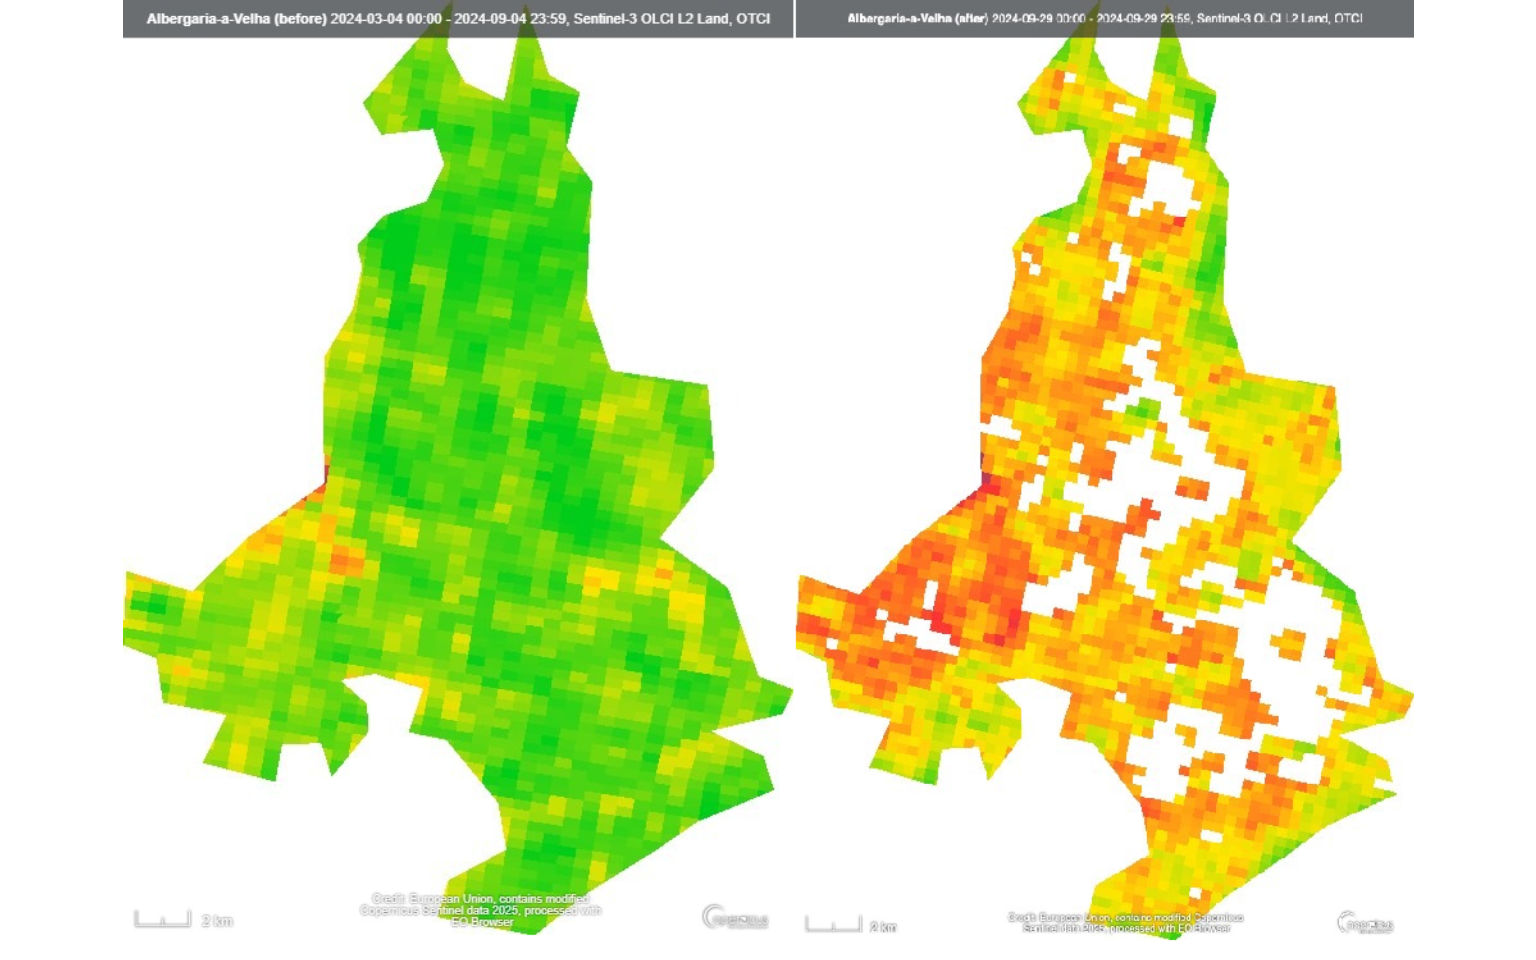 Albergaria-a-Velha (before) 2024-03-04 00:00 - 2024-09-04 23:59, Sentinel-3 OLCI L2 Land, OTCI
Albergaria-a-Velha (after) 2024-09-29 00:00 - 2024-09-29 23:59, Sentinel-3 OLCI L2 Land, OTCI
Credit: European Union, contains modified
Copernicus Sentinel data 2025, processed with
EO Browser
2 km
Credit: European Union, contains modified Copernicus
Sentinel data 2025, processed with EO Browser
2 km